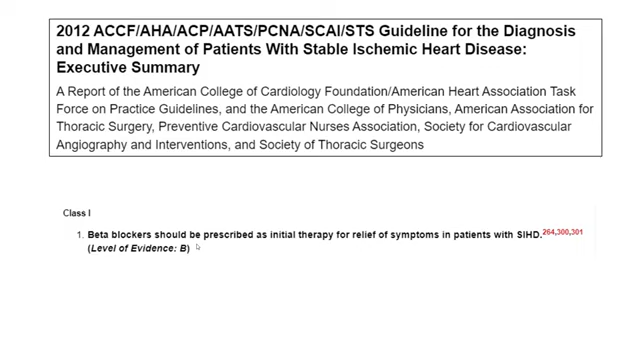 2012 ACCF/AHA/ACP/AATS/PCNA/SCAI/STS Guideline for the Diagnosis
and Management of Patients With Stable Ischemic Heart Disease:
Executive Summary
A Report of the American College of Cardiology Foundation/American Heart Association Task
Force on Practice Guidelines, and the American College of Physicians, American Association for
Thoracic Surgery, Preventive Cardiovascular Nurses Association, Society for Cardiovascular
Angiography and Interventions, and Society of Thoracic Surgeons
Class I
1. Beta blockers should be prescribed as initial therapy for relief of symptoms in patients with SIHD.264,300,301
(Level of Evidence: B)